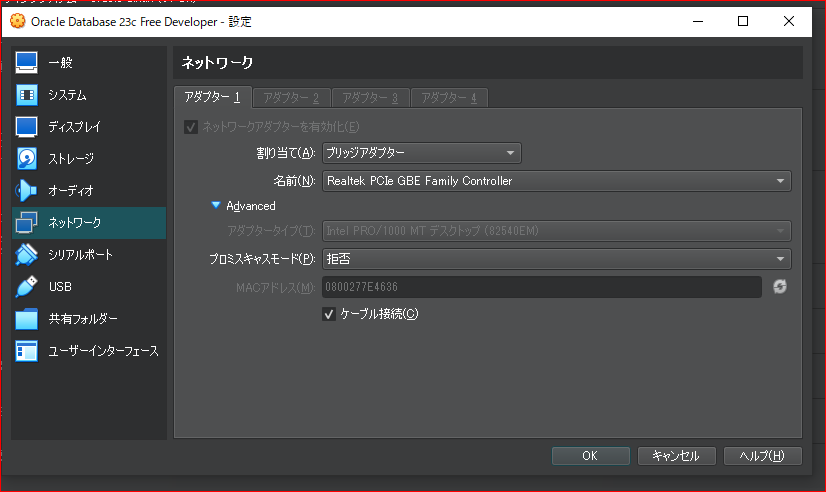 Oracle Database 23c Free Developer - 設定
一般
システム
ディスプレイ
ストレージ
オーディオ
ネットワーク
シリアルポート
USB
共有フォルダー
ユーザーインターフェース
ネットワーク
アダプター 1 アダプター 2 アダプター 3 アダプター 4
ネットワークアダプターを有効化(E)
割り当て(A): ブリッジアダプター
名前(N): Realtek PCIe GBE Family Controller
Advanced
アダプタータイプ(T): Intel PRO/1000 MT デスクトップ (82540EM)
プロミスキャスモード(P): 拒否
MACアドレス(M): 0800277E4636
ケーブル接続(C)
OK キャンセル ヘルプ(H)